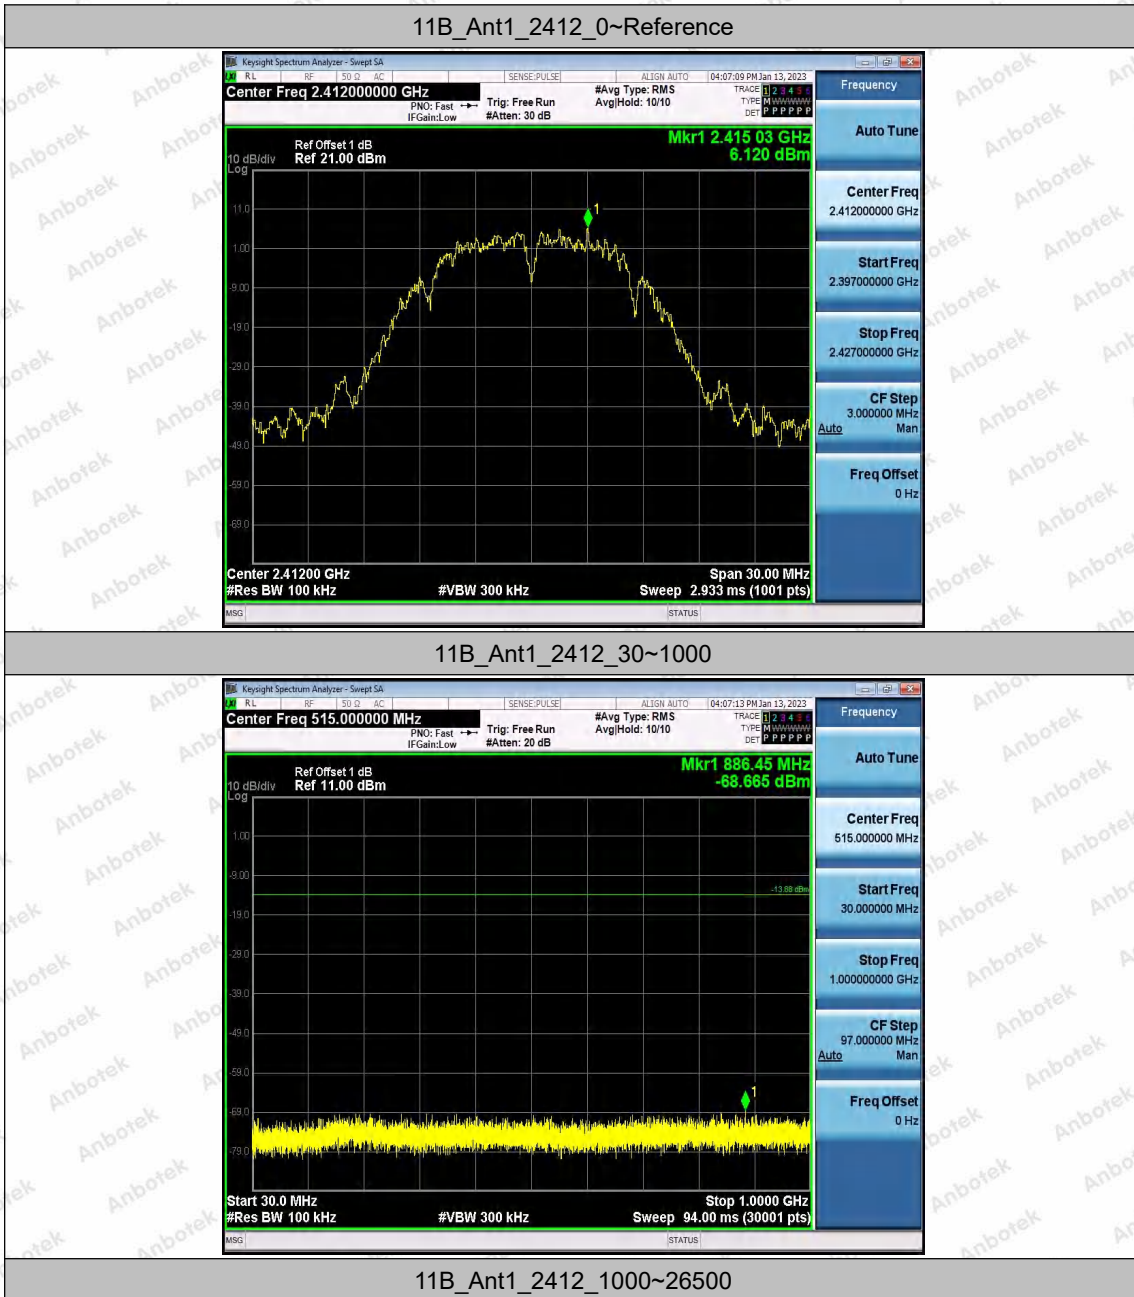 11B_Ant1_2412_0~Reference
Keysight Spectrum Analyzer - Swept SA
RL RF 50 Ω AC SENSE:PULSE ALIGN AUTO 04:07:09 PM Jan 13, 2023
Center Freq 2.412000000 GHz
PNO: Fast
IFGain:Low
Trig: Free Run
#Atten: 30 dB
#Avg Type: RMS
Avg|Hold: 10/10
TRACE 1 2 3 4 5 6
TYPE M W W W W W
DET P P P P P P
Ref Offset 1 dB
Ref 21.00 dBm
10 dB/div
Log
Mkr1 2.415 03 GHz
6.120 dBm
11.0
1.00
-9.00
-19.0
-29.0
-39.0
-49.0
-59.0
-69.0
1
Center 2.41200 GHz
Span 30.00 MHz
#Res BW 100 kHz
#VBW 300 kHz
Sweep 2.933 ms (1001 pts)
MSG
STATUS
Frequency
Auto Tune
Center Freq
2.412000000 GHz
Start Freq
2.397000000 GHz
Stop Freq
2.427000000 GHz
CF Step
3.000000 MHz
Auto Man
Freq Offset
0 Hz
11B_Ant1_2412_30~1000
Keysight Spectrum Analyzer - Swept SA
RL RF 50 Ω AC SENSE:PULSE ALIGN AUTO 04:07:13 PM Jan 13, 2023
Center Freq 515.000000 MHz
PNO: Fast
IFGain:Low
Trig: Free Run
#Atten: 20 dB
#Avg Type: RMS
Avg|Hold: 10/10
TRACE 1 2 3 4 5 6
TYPE M W W W W W
DET P P P P P P
Ref Offset 1 dB
Ref 11.00 dBm
10 dB/div
Log
Mkr1 886.45 MHz
-68.665 dBm
1.00
-9.00
-19.0
-29.0
-39.0
-49.0
-59.0
-69.0
-79.0
-13.88 dBm
1
Start 30.0 MHz
Stop 1.0000 GHz
#Res BW 100 kHz
#VBW 300 kHz
Sweep 94.00 ms (30001 pts)
MSG
STATUS
Frequency
Auto Tune
Center Freq
515.000000 MHz
Start Freq
30.000000 MHz
Stop Freq
1.000000000 GHz
CF Step
97.000000 MHz
Auto Man
Freq Offset
0 Hz
11B_Ant1_2412_1000~26500
Anbotek